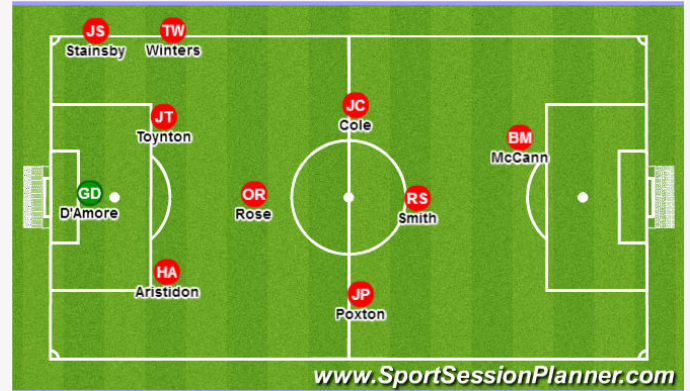 JS
Stainsby
TW
Winters
JT
Toynton
JC
Cole
BM
McCann
GD
D'Amore
OR
Rose
RS
Smith
HA
Aristidon
JP
Poxton
www.SportSessionPlanner.com